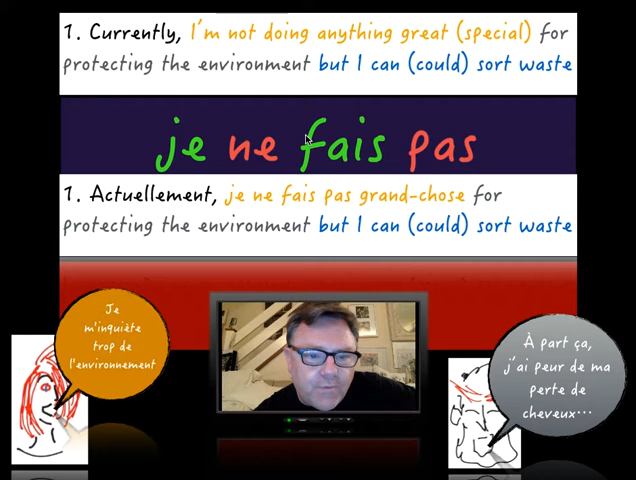 1. Currently, I'm not doing anything great (special) for
protecting the environment but I can (could) sort waste
je ne fais pas
1. Actuellement, je ne fais pas grand-chose for
protecting the environment but I can (could) sort waste
Je
m'inquiète
trop de
l'environnement
À part ça,
j'ai peur de ma
perte de
cheveux...